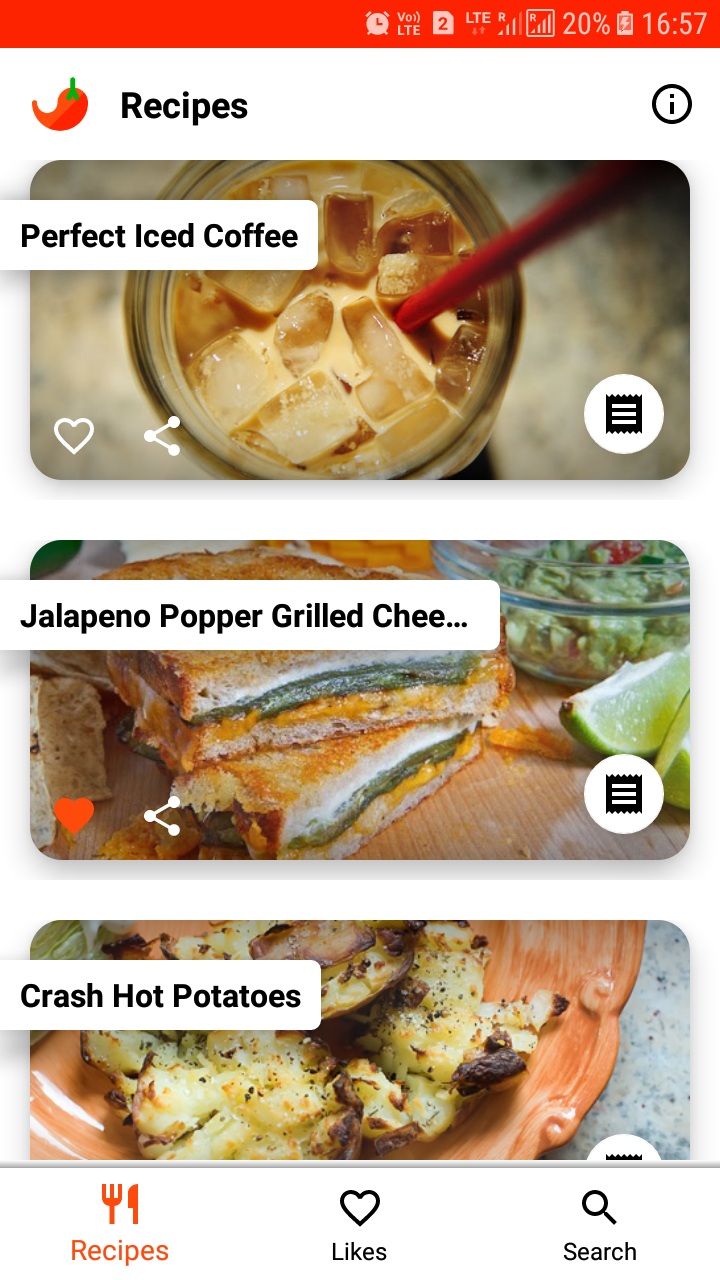 Vo)) LTE 2 LTE R R 20% 16:57
Recipes
Perfect Iced Coffee
Jalapeno Popper Grilled Chee...
Crash Hot Potatoes
Recipes Likes Search